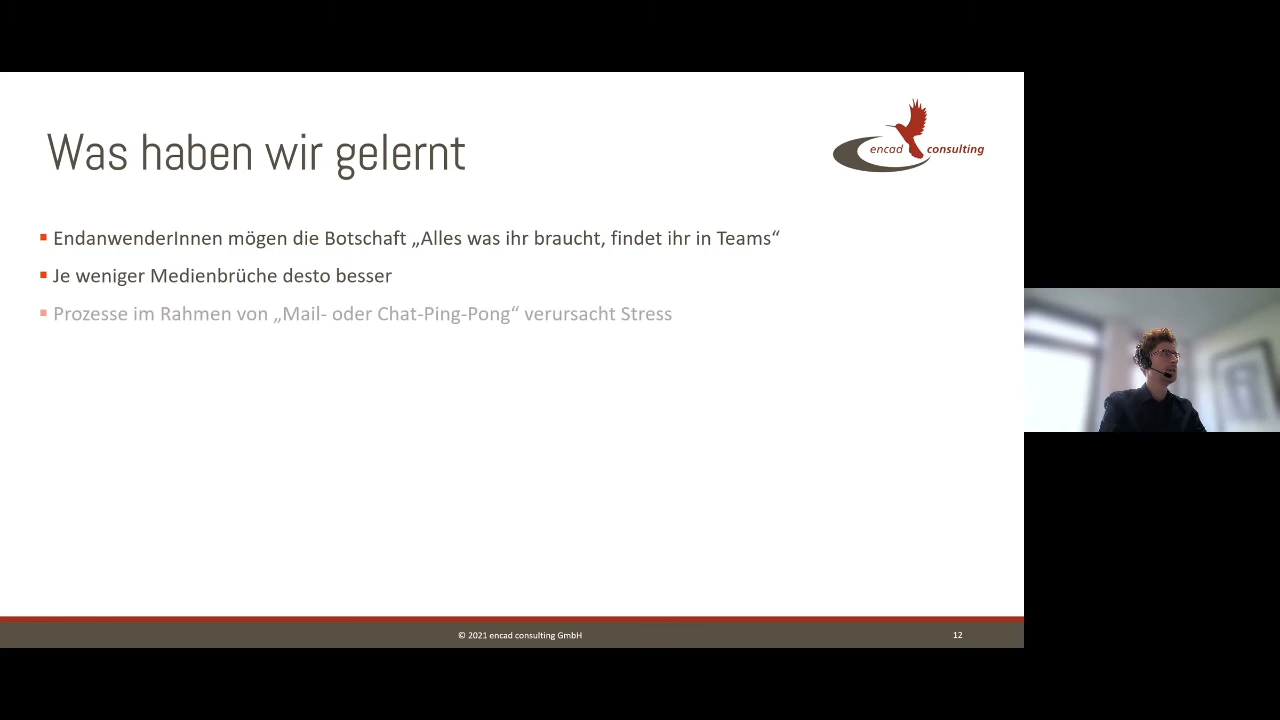 Was haben wir gelernt
encad consulting
EndanwenderInnen mögen die Botschaft „Alles was ihr braucht, findet ihr in Teams“
Je weniger Medienbrüche desto besser
Prozesse im Rahmen von „Mail- oder Chat-Ping-Pong“ verursacht Stress
© 2021 encad consulting GmbH
12